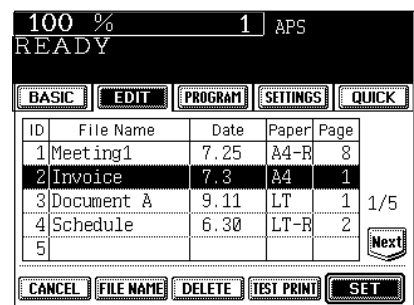 100 % 1 APS
READY
BASIC EDIT PROGRAM SETTINGS QUICK
ID File Name Date Paper Page
1 Meeting1 7.25 A4-R 8
2 Invoice 7.3 A4 1
3 Document A 9.11 LT 1
4 Schedule 6.30 LT-R 2
5
1/5
Next
CANCEL FILE NAME DELETE TEST PRINT SET